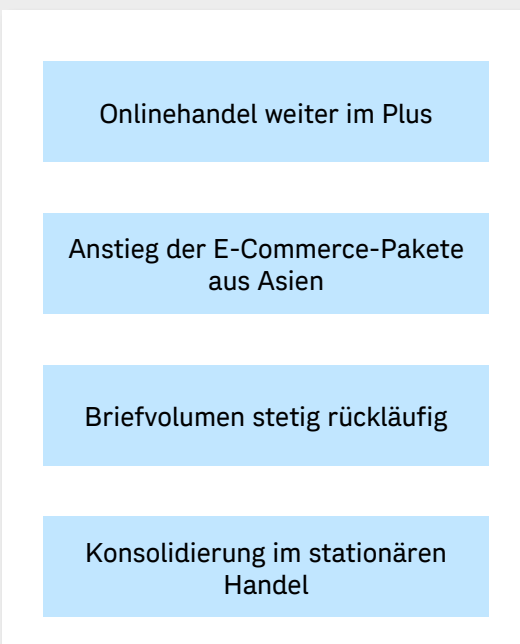 Onlinehandel weiter im Plus
Anstieg der E-Commerce-Pakete
aus Asien
Briefvolumen stetig rückläufig
Konsolidierung im stationären
Handel